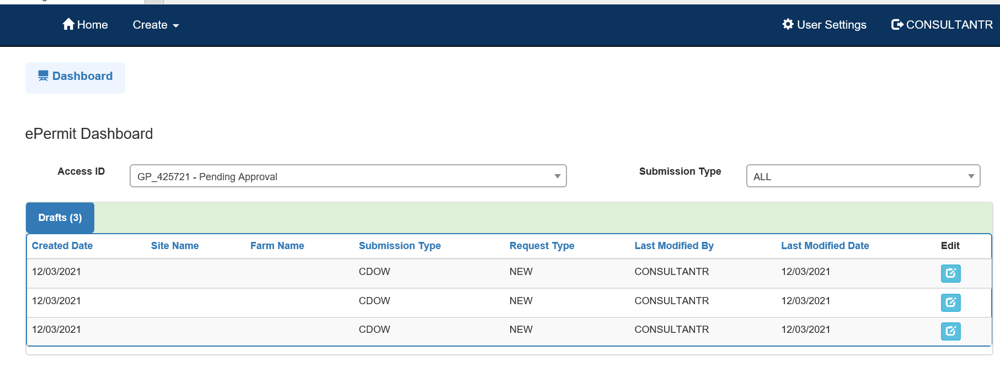 Home Create User Settings CONSULTANTR
Dashboard
ePermit Dashboard
Access ID GP_425721 - Pending Approval Submission Type ALL
Drafts (3)
Created Date Site Name Farm Name Submission Type Request Type Last Modified By Last Modified Date Edit
12/03/2021 CDOW NEW CONSULTANTR 12/03/2021
12/03/2021 CDOW NEW CONSULTANTR 12/03/2021
12/03/2021 CDOW NEW CONSULTANTR 12/03/2021